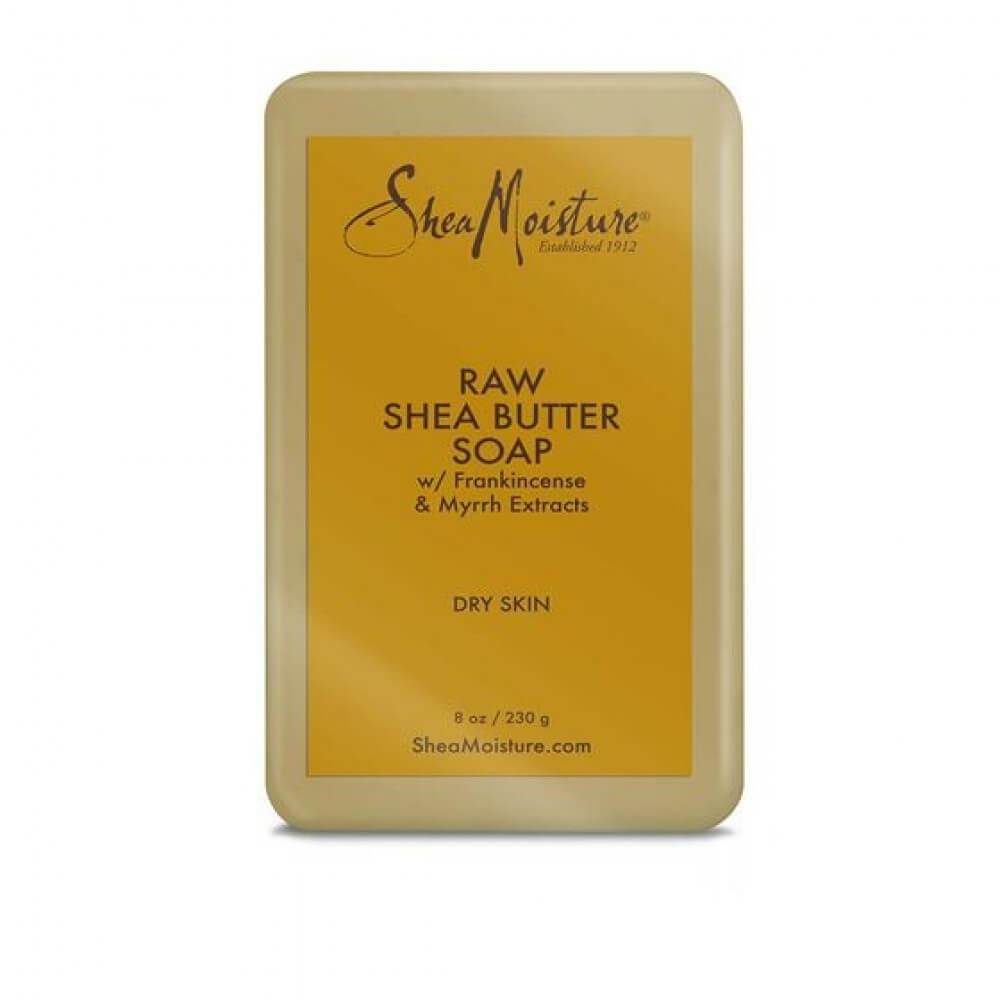 SheaMoisture®
Established 1912
RAW
SHEA BUTTER
SOAP
w/ Frankincense
& Myrrh Extracts
DRY SKIN
8 oz / 230 g
SheaMoisture.com